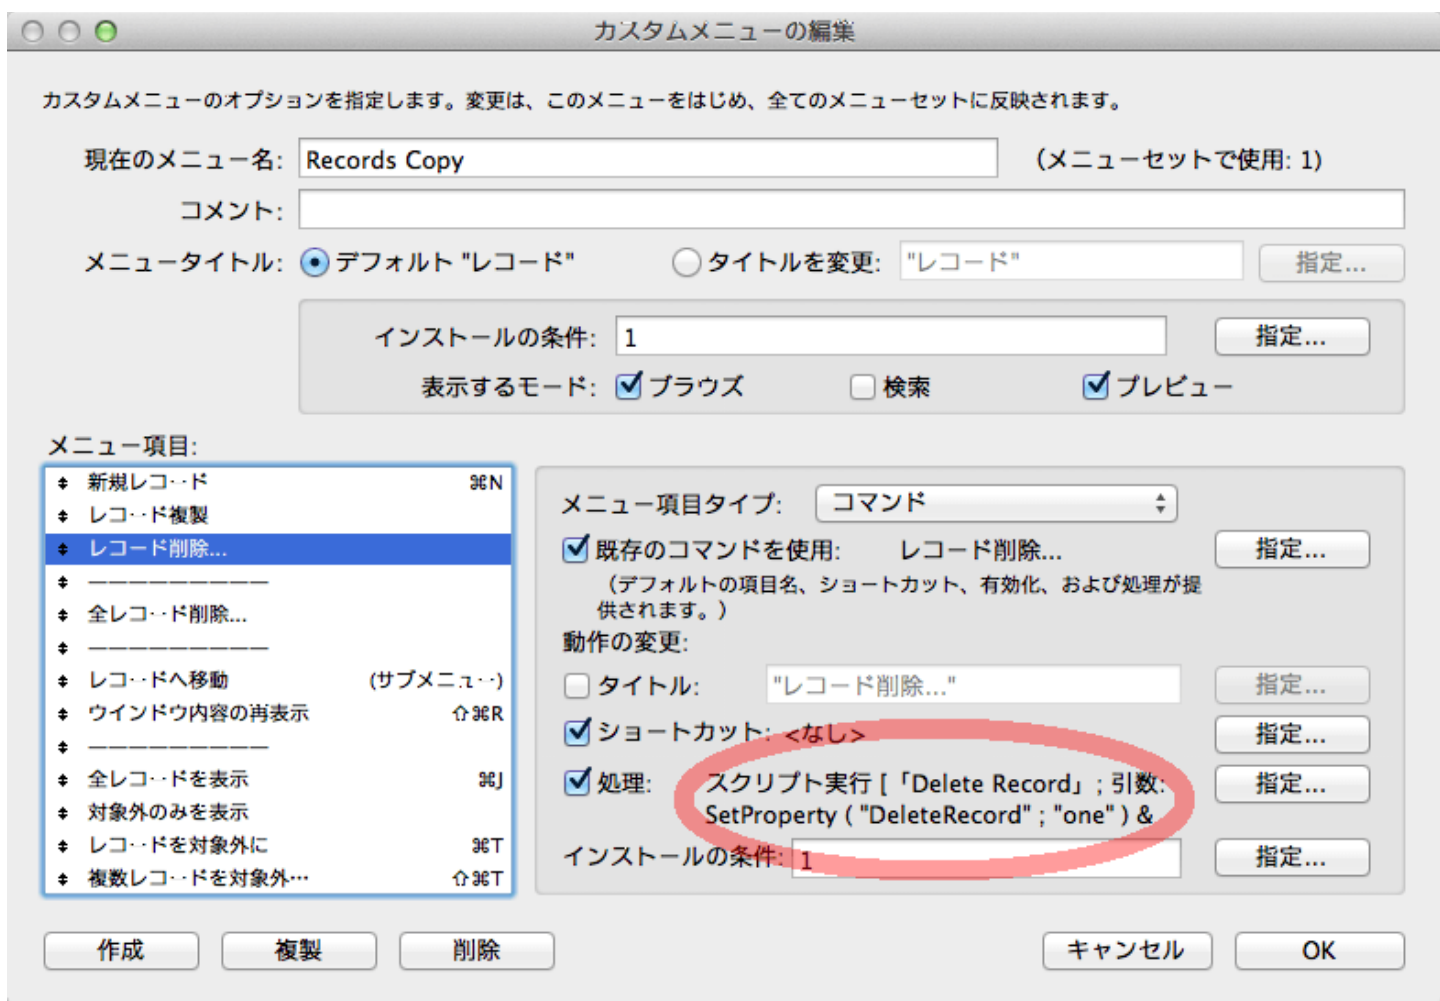 カスタムメニューの編集
カスタムメニューのオプションを指定します。変更は、このメニューをはじめ、全てのメニューセットに反映されます。
現在のメニュー名: Records Copy (メニューセットで使用: 1)
コメント:
メニュータイトル: デフォルト "レコード" タイトルを変更: "レコード" 指定...
インストールの条件: 1 指定...
表示するモード: ブラウズ 検索 プレビュー
メニュー項目:
新規レコード ⌘N
レコード複製
レコード削除...
—————————
全レコード削除...
—————————
レコードへ移動 (サブメニュー)
ウインドウ内容の再表示 ⇧⌘R
—————————
全レコードを表示 ⌘J
対象外のみを表示
レコードを対象外に ⌘T
複数レコードを対象外… ⇧⌘T
メニュー項目タイプ: コマンド
既存のコマンドを使用: レコード削除... 指定...
(デフォルトの項目名、ショートカット、有効化、および処理が提
供されます。)
動作の変更:
タイトル: "レコード削除..." 指定...
ショートカット: <なし> 指定...
処理: スクリプト実行 [「Delete Record」; 引数: 指定...
SetProperty ( "DeleteRecord" ; "one" ) &
インストールの条件: 1 指定...
作成 複製 削除 キャンセル OK